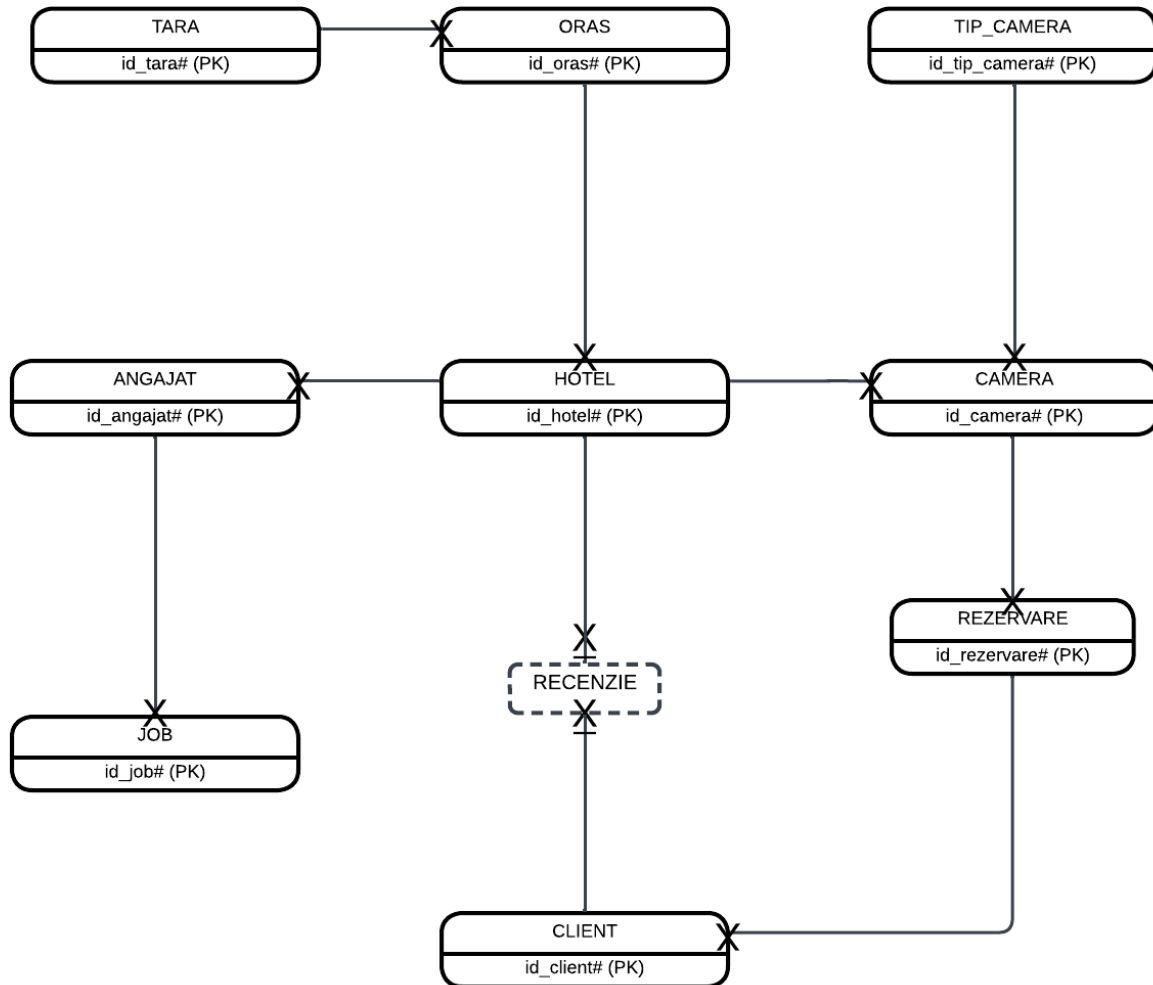 TARA
id_tara# (PK)
ORAS
id_oras# (PK)
TIP_CAMERA
id_tip_camera# (PK)
ANGAJAT
id_angajat# (PK)
HOTEL
id_hotel# (PK)
CAMERA
id_camera# (PK)
REZERVARE
id_rezervare# (PK)
RECENZIE
JOB
id_job# (PK)
CLIENT
id_client# (PK)